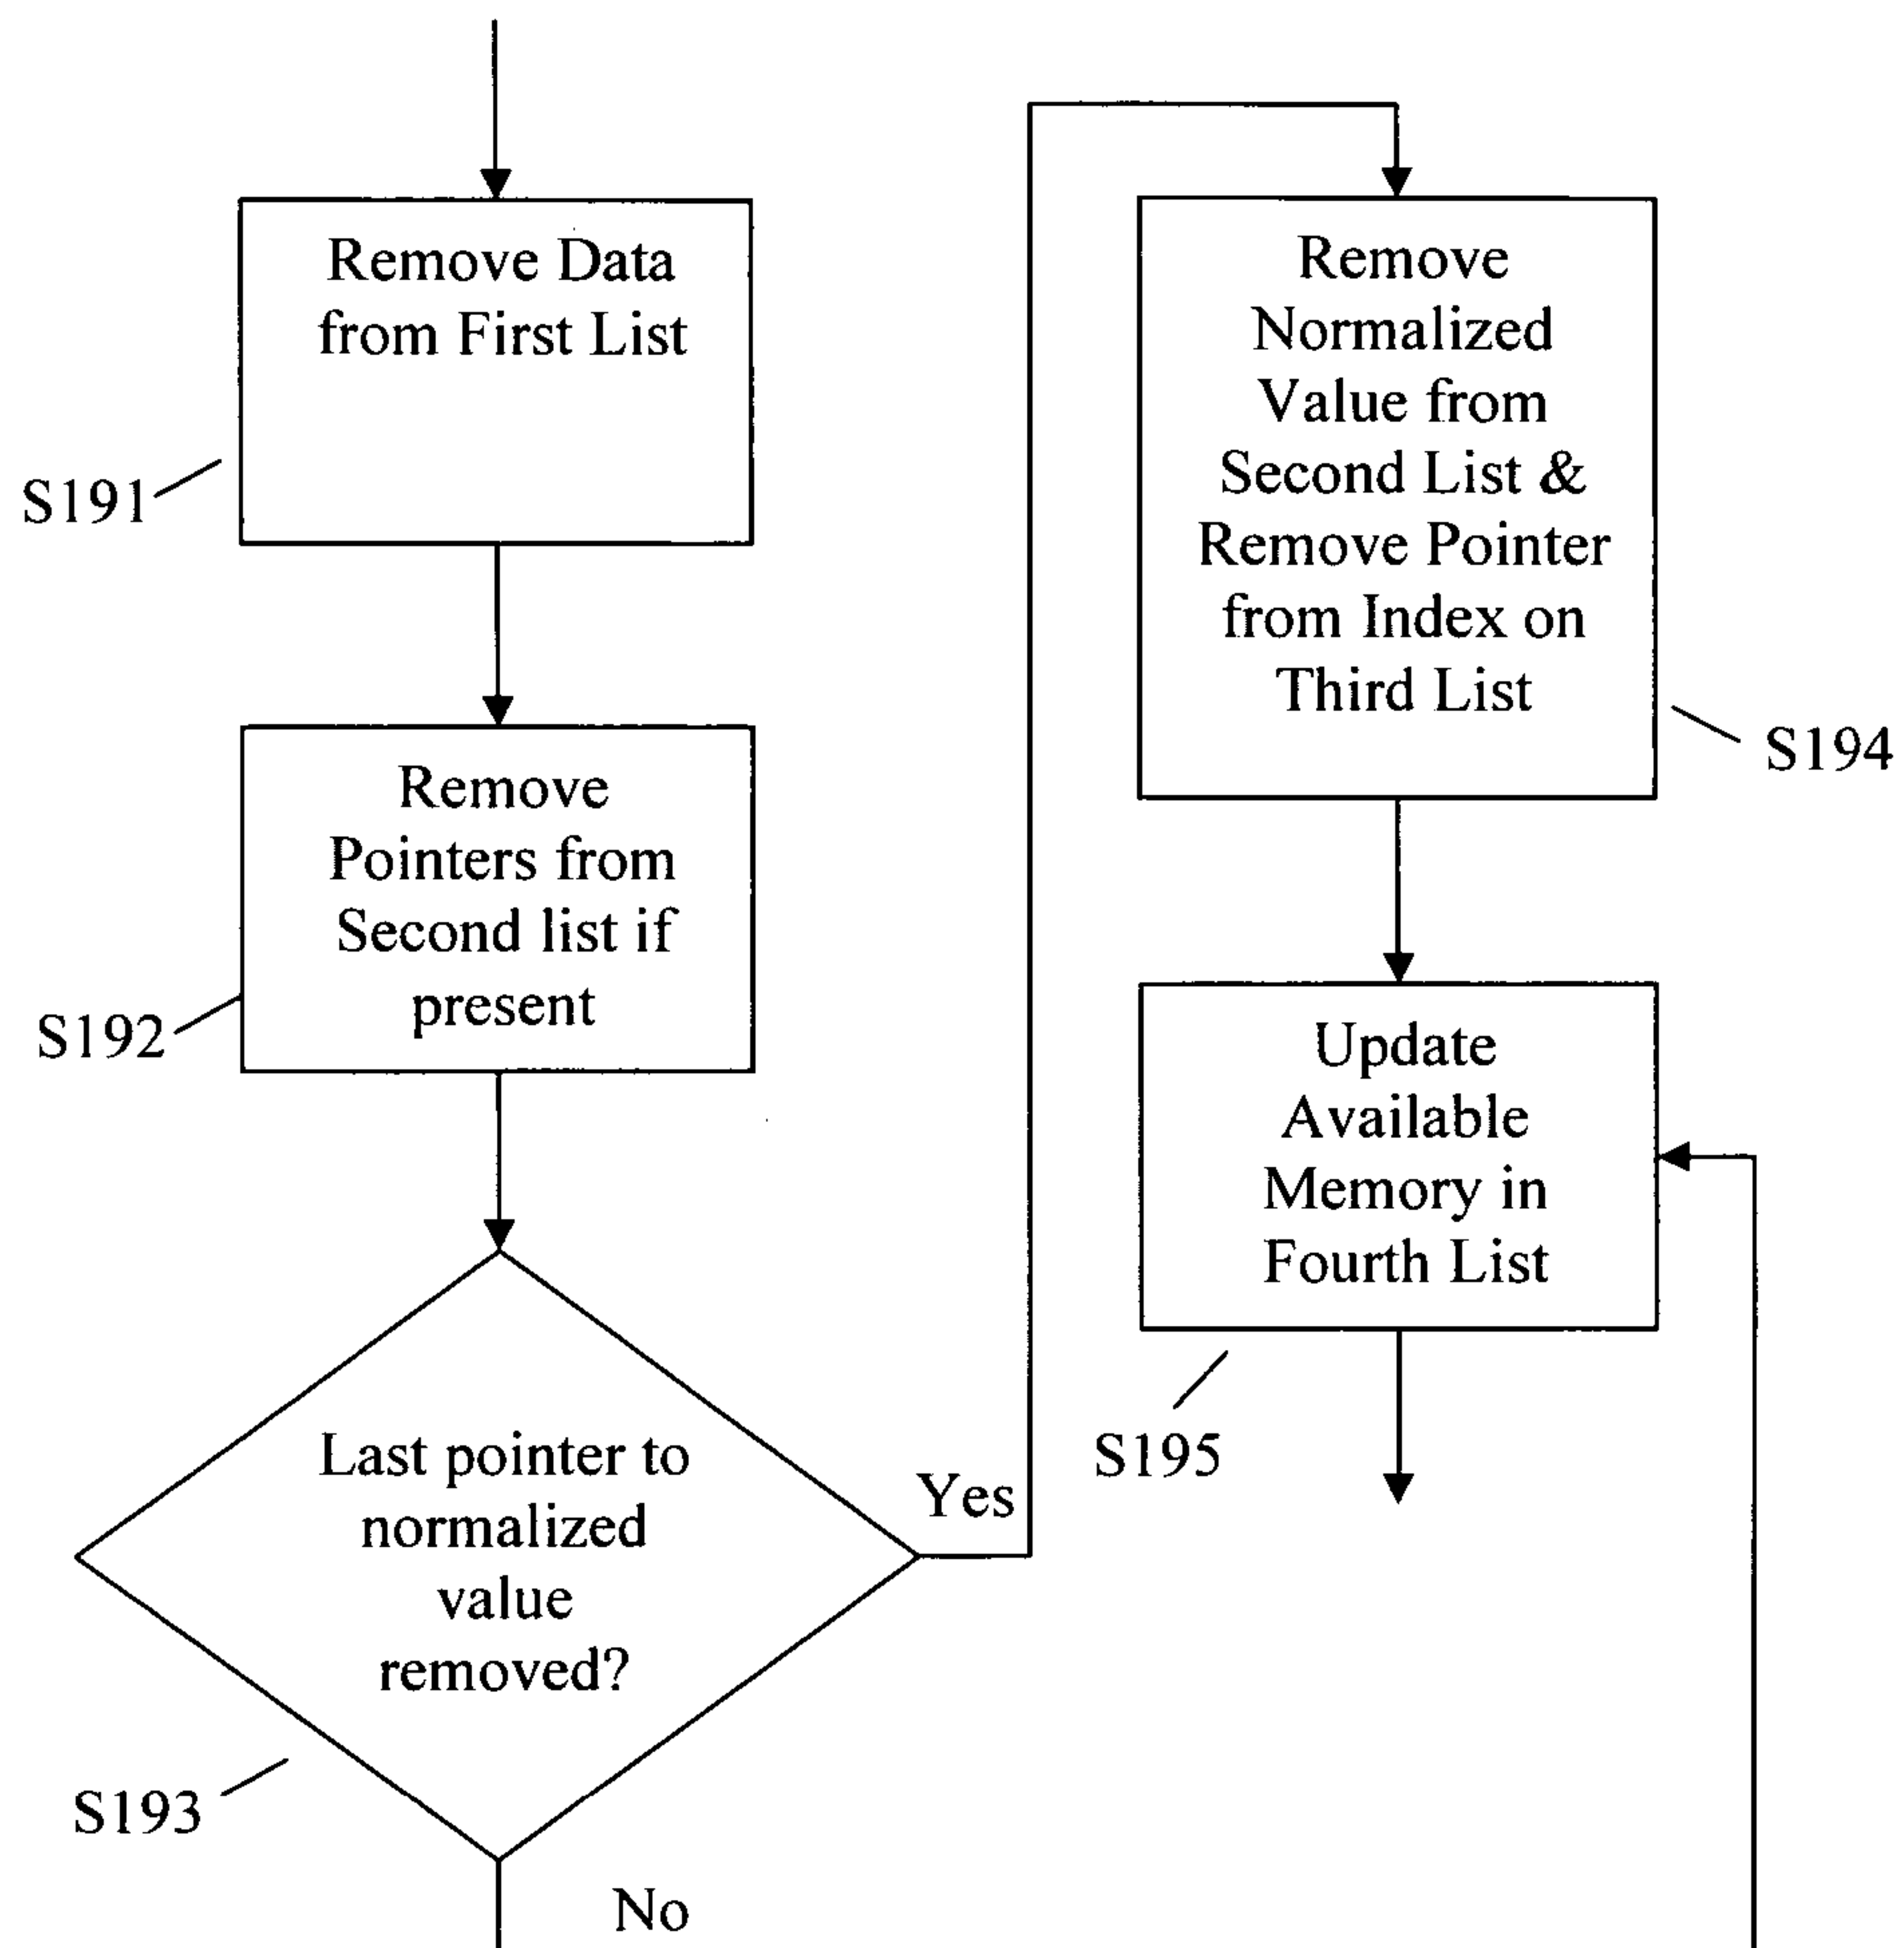 Remove Data
from First List
S191
Remove
Pointers from
Second list if
present
S192
Last pointer to
normalized
value
removed?
S193
Yes
No
Remove
Normalized
Value from
Second List &
Remove Pointer
from Index on
Third List
S194
Update
Available
Memory in
Fourth List
S195